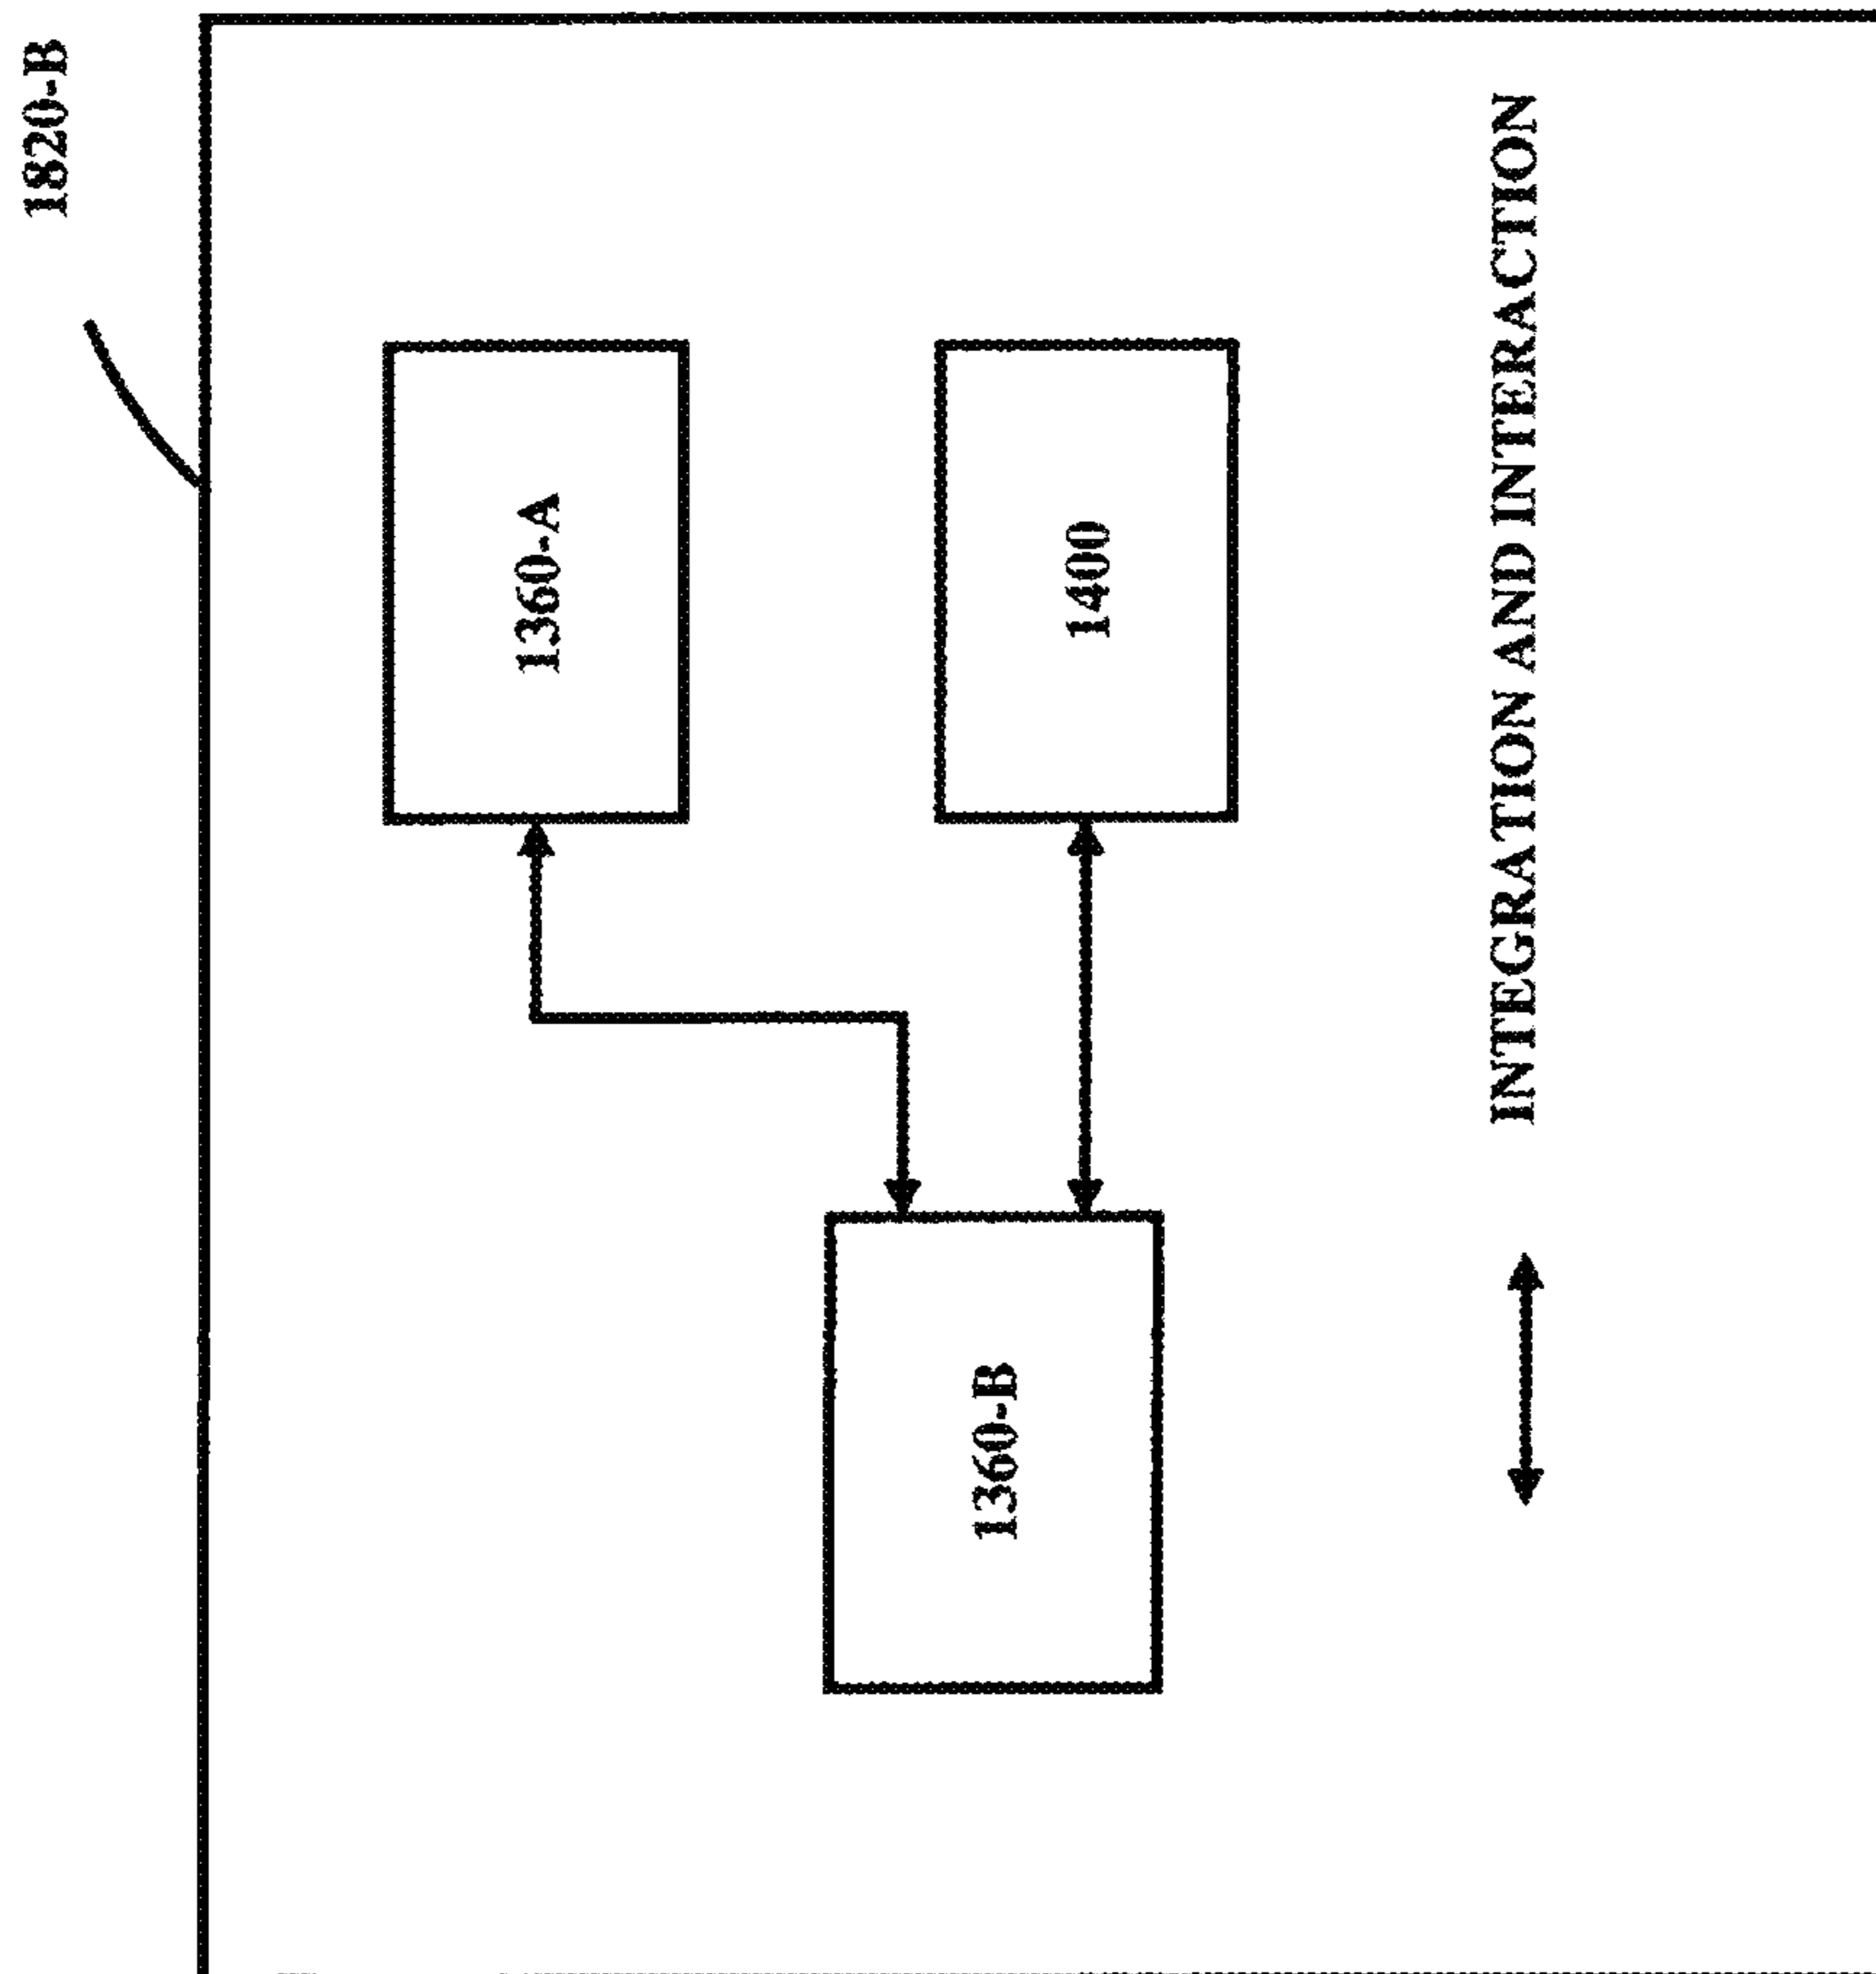 1820-B
1360-A
1400
1360-B
INTEGRATION AND INTERACTION